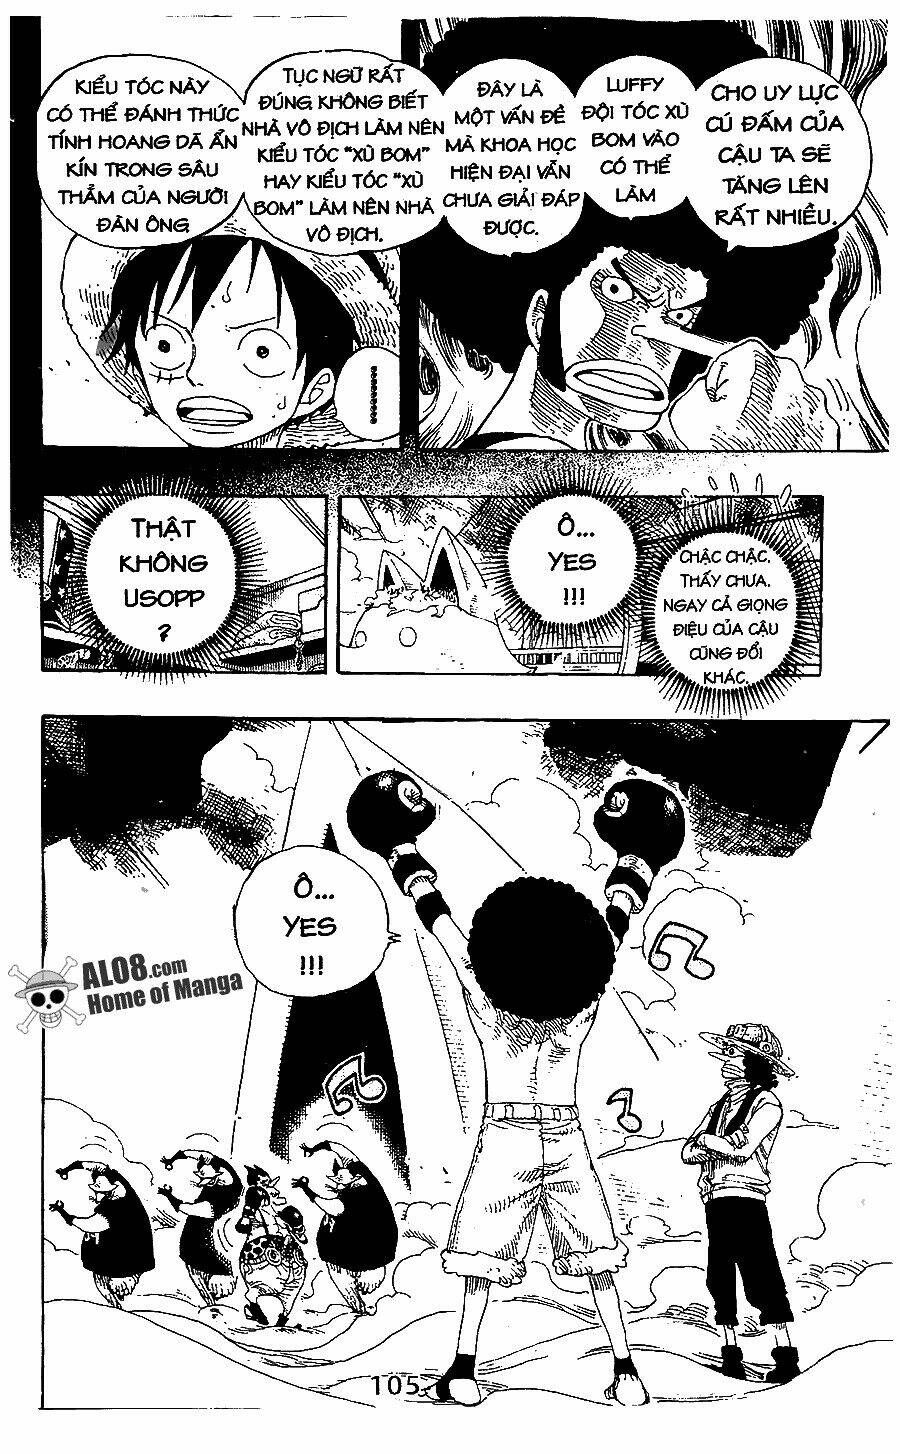 CHO UY LỰC
CÚ ĐẤM CỦA
CẬU TA SẼ
TĂNG LÊN
RẤT NHIỀU.
LUFFY
ĐỘI TÓC XÙ
BOM VÀO
CÓ THỂ
LÀM
ĐÂY LÀ
MỘT VẤN ĐỀ
MÀ KHOA HỌC
HIỆN ĐẠI VẪN
CHƯA GIẢI ĐÁP
ĐƯỢC.
TỤC NGỮ RẤT
ĐÚNG KHÔNG BIẾT
NHÀ VÔ ĐỊCH LÀM NÊN
KIỂU TÓC "XÙ BOM"
HAY KIỂU TÓC "XÙ
BOM" LÀM NÊN NHÀ
VÔ ĐỊCH.
KIỂU TÓC NÀY
CÓ THỂ ĐÁNH THỨC
TÍNH HOANG DÃ ẨN
KÍN TRONG SÂU
THẲM CỦA NGƯỜI
ĐÀN ÔNG
..........
CHẬC CHẬC.
THẤY CHƯA.
NGAY CẢ GIỌNG
ĐIỆU CỦA CẬU
CŨNG ĐỔI
KHÁC.
Ô...
YES
!!!
THẬT
KHÔNG
USOPP
?
Ô...
YES
!!!
AL08.com
Home of Manga
105